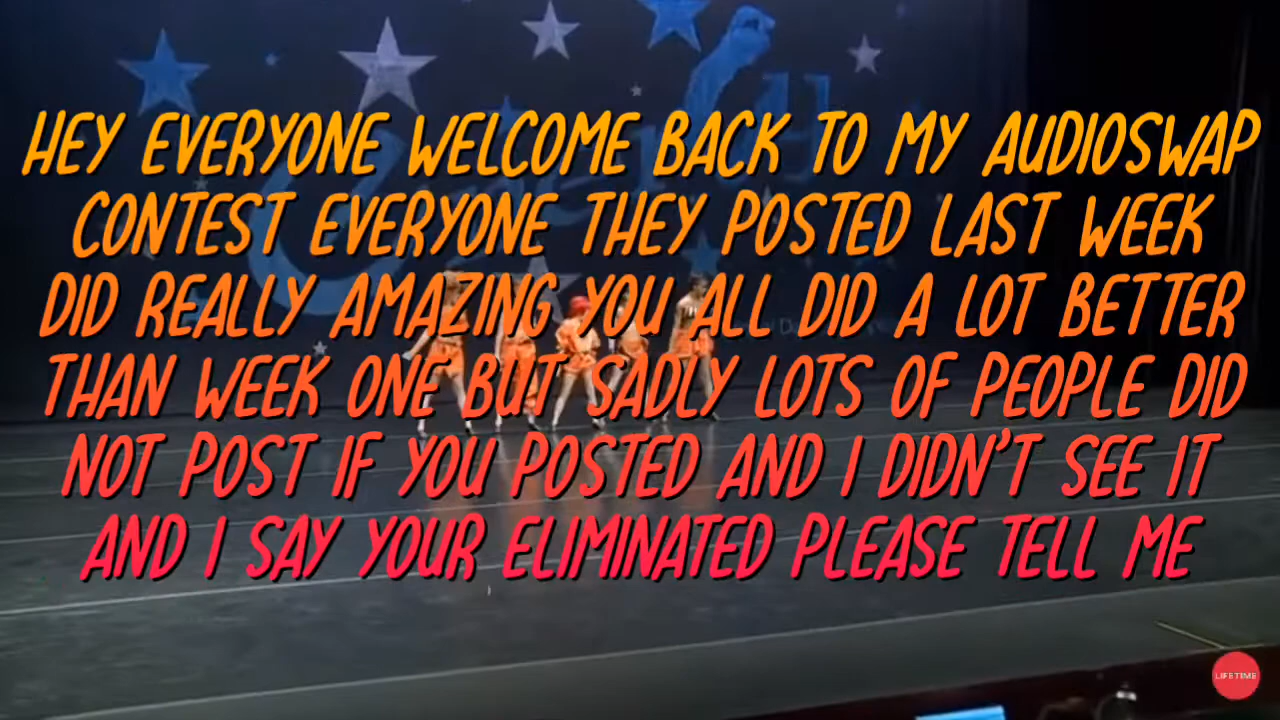 HEY EVERYONE WELCOME BACK TO MY AUDIOSWAP
CONTEST EVERYONE THEY POSTED LAST WEEK
DID REALLY AMAZING YOU ALL DID A LOT BETTER
THAN WEEK ONE BUT SADLY LOTS OF PEOPLE DID
NOT POST IF YOU POSTED AND I DIDN'T SEE IT
AND I SAY YOUR ELIMINATED PLEASE TELL ME
LIFETIME